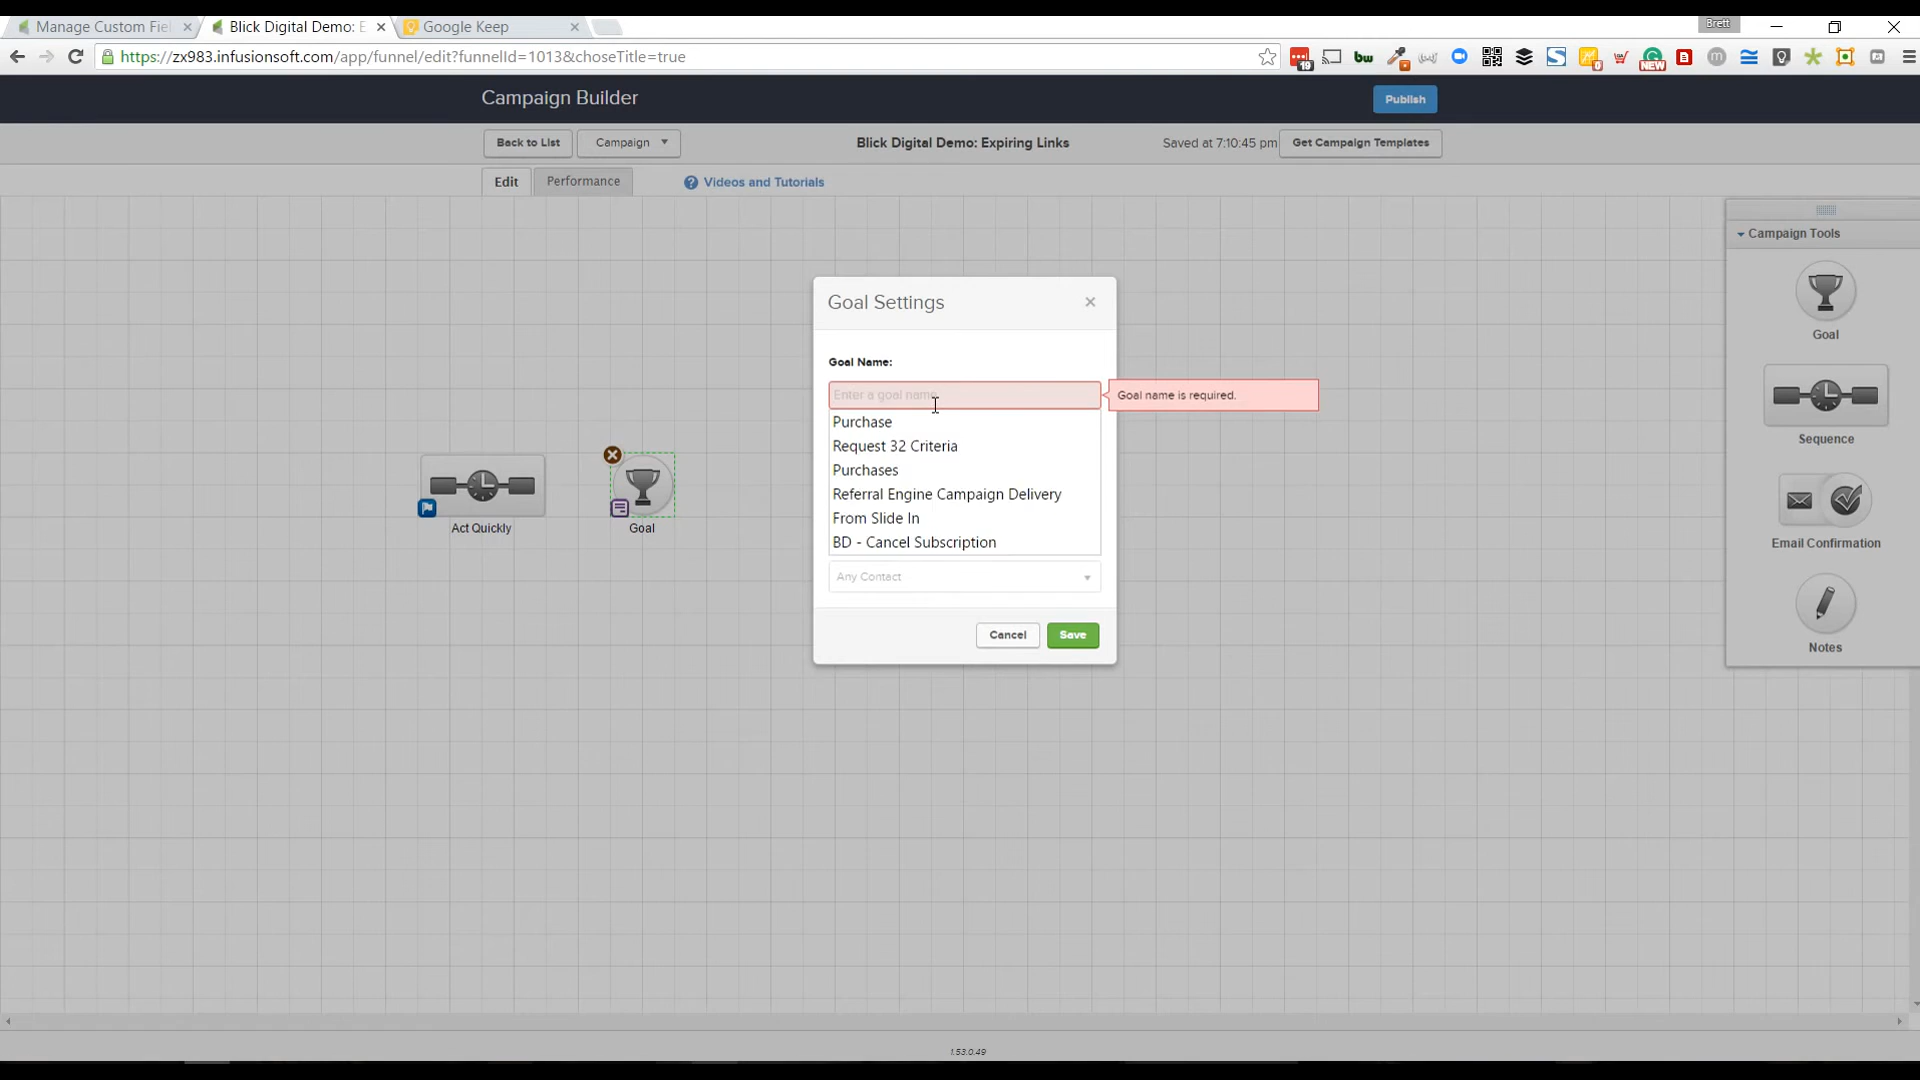 Manage Custom Fiel
Blick Digital Demo: E
Google Keep
Brett
https://zx983.infusionsoft.com/app/funnel/edit?funnelId=1013&choseTitle=true
19
bw
0
NEW
Campaign Builder
Publish
Back to List
Campaign
Blick Digital Demo: Expiring Links
Saved at 7:10:45 pm
Get Campaign Templates
Edit
Performance
? Videos and Tutorials
Campaign Tools
Goal
Sequence
Email Confirmation
Notes
Act Quickly
Goal
Goal Settings
Goal Name:
Enter a goal name
Goal name is required.
Purchase
Request 32 Criteria
Purchases
Referral Engine Campaign Delivery
From Slide In
BD - Cancel Subscription
Any Contact
Cancel
Save
1.53.0.49